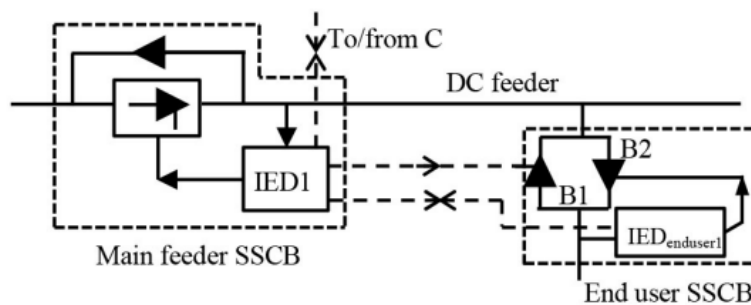 To/from C
DC feeder
B2
B1
IED1
IEDenduser1
Main feeder SSCB
End user SSCB